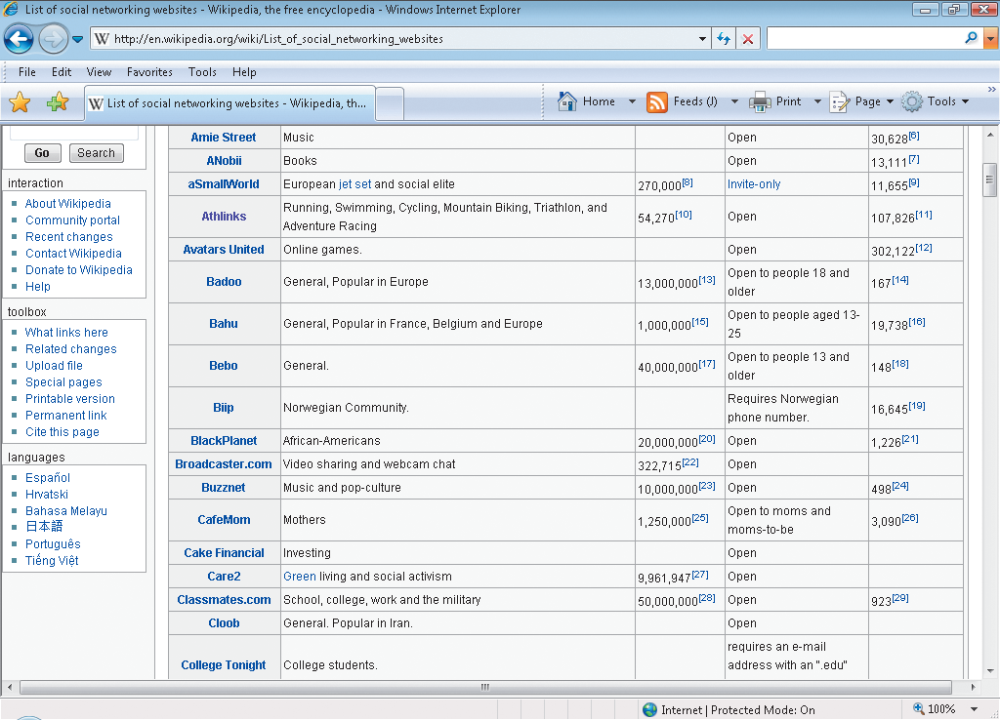 List of social networking websites - Wikipedia, the free encyclopedia - Windows Internet Explorer
http://en.wikipedia.org/wiki/List_of_social_networking_websites
File Edit View Favorites Tools Help
List of social networking websites - Wikipedia, th...
Home Feeds (J) Print Page Tools
Go Search
interaction
About Wikipedia
Community portal
Recent changes
Contact Wikipedia
Donate to Wikipedia
Help
toolbox
What links here
Related changes
Upload file
Special pages
Printable version
Permanent link
Cite this page
languages
Español
Hrvatski
Bahasa Melayu
日本語
Português
Tiếng Việt
Amie Street Music Open 30,628[6]
ANobii Books Open 13,111[7]
aSmallWorld European jet set and social elite 270,000[8] Invite-only 11,655[9]
Athlinks Running, Swimming, Cycling, Mountain Biking, Triathlon, and
Adventure Racing 54,270[10] Open 107,826[11]
Avatars United Online games. Open 302,122[12]
Badoo General, Popular in Europe 13,000,000[13] Open to people 18 and
older 167[14]
Bahu General, Popular in France, Belgium and Europe 1,000,000[15] Open to people aged 13-
25 19,738[16]
Bebo General. 40,000,000[17] Open to people 13 and
older 148[18]
Biip Norwegian Community. Requires Norwegian
phone number. 16,645[19]
BlackPlanet African-Americans 20,000,000[20] Open 1,226[21]
Broadcaster.com Video sharing and webcam chat 322,715[22] Open
Buzznet Music and pop-culture 10,000,000[23] Open 498[24]
CafeMom Mothers 1,250,000[25] Open to moms and
moms-to-be 3,090[26]
Cake Financial Investing Open
Care2 Green living and social activism 9,961,947[27] Open
Classmates.com School, college, work and the military 50,000,000[28] Open 923[29]
Cloob General. Popular in Iran. Open
College Tonight College students. requires an e-mail
address with an ".edu"
Internet | Protected Mode: On 100%